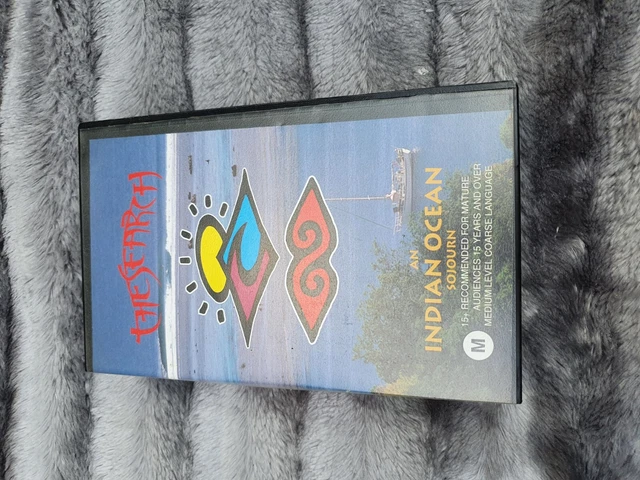 THE SEARCH
AN
INDIAN OCEAN
SOJOURN
M
15+ RECOMMENDED FOR MATURE
AUDIENCES 15 YEARS AND OVER
MEDIUM LEVEL COARSE LANGUAGE